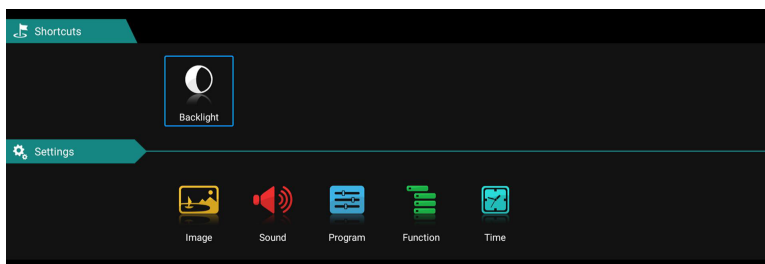 Shortcuts
Backlight
Settings
Image Sound Program Function Time